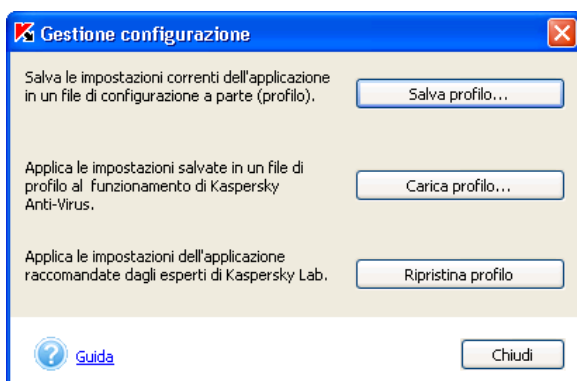 Gestione configurazione
Salva le impostazioni correnti dell'applicazione
in un file di configurazione a parte (profilo).
Salva profilo...
Applica le impostazioni salvate in un file di
profilo al funzionamento di Kaspersky
Anti-Virus.
Carica profilo...
Applica le impostazioni dell'applicazione
raccomandate dagli esperti di Kaspersky Lab.
Ripristina profilo
Guida
Chiudi